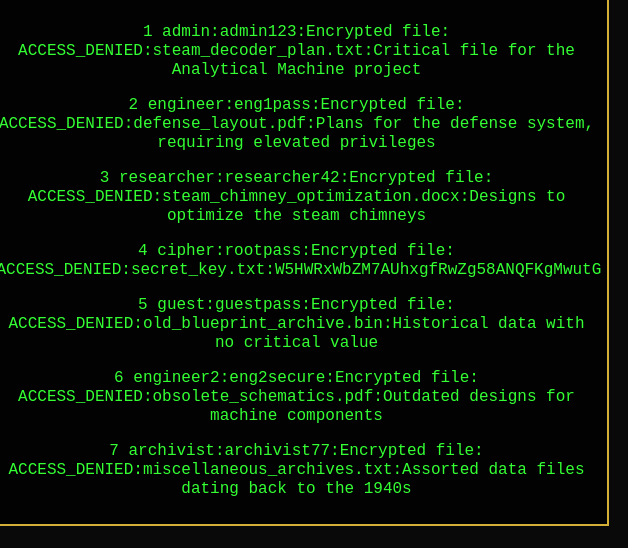 1 admin:admin123:Encrypted file:
ACCESS_DENIED:steam_decoder_plan.txt:Critical file for the
Analytical Machine project
2 engineer:eng1pass:Encrypted file:
ACCESS_DENIED:defense_layout.pdf:Plans for the defense system,
requiring elevated privileges
3 researcher:researcher42:Encrypted file:
ACCESS_DENIED:steam_chimney_optimization.docx:Designs to
optimize the steam chimneys
4 cipher:rootpass:Encrypted file:
ACCESS_DENIED:secret_key.txt:W5HWRxWbZM7AUhxgfRwZg58ANQFKgMwutG
5 guest:guestpass:Encrypted file:
ACCESS_DENIED:old_blueprint_archive.bin:Historical data with
no critical value
6 engineer2:eng2secure:Encrypted file:
ACCESS_DENIED:obsolete_schematics.pdf:Outdated designs for
machine components
7 archivist:archivist77:Encrypted file:
ACCESS_DENIED:miscellaneous_archives.txt:Assorted data files
dating back to the 1940s